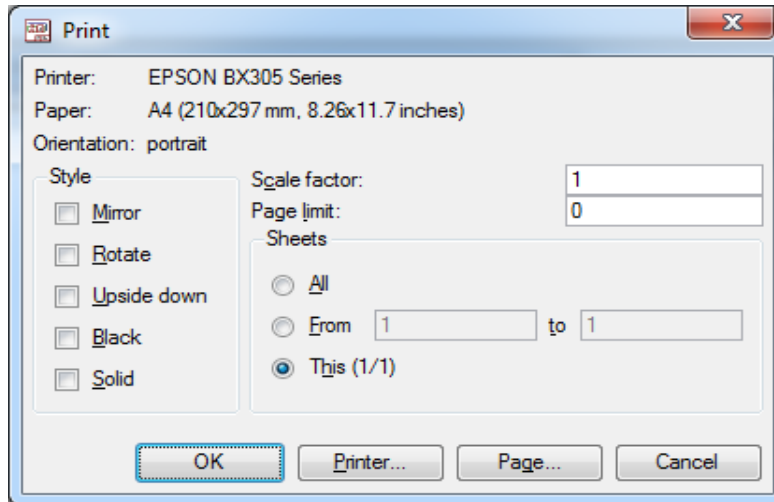 Print
Printer: EPSON BX305 Series
Paper: A4 (210x297 mm, 8.26x11.7 inches)
Orientation: portrait
Style
Mirror
Rotate
Upside down
Black
Solid
Scale factor: 1
Page limit: 0
Sheets
All
From 1 to 1
This (1/1)
OK Printer... Page... Cancel